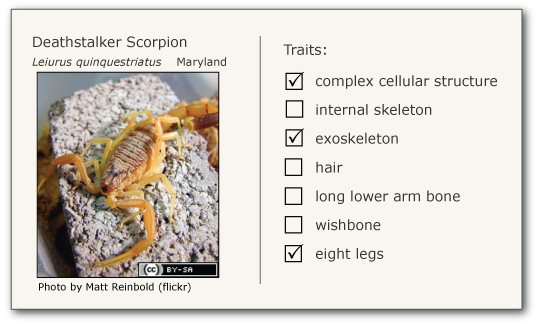 Deathstalker Scorpion
Leiurus quinquestriatus Maryland
cc BY-SA
Photo by Matt Reinbold (flickr)
Traits:
complex cellular structure
internal skeleton
exoskeleton
hair
long lower arm bone
wishbone
eight legs